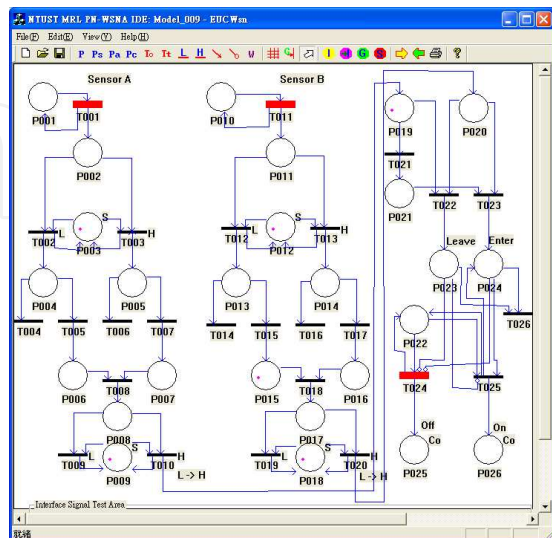 NTUST MRL PN-WSNA IDE: Model_009 - EUCWsn
File(F) Edit(E) View(V) Help(H)
P Ps Pa Pc To Tt L H W I M G S ?
Sensor A Sensor B
P001 T001 P010 T011 P019 P020
P002 P011 T021
P021 T022 T023
S S
T002 L P003 T003 H T012 L P012 T013 H
Leave Enter
P023 P024
P004 P005 P013 P014
T004 T005 T006 T007 T014 T015 T016 T017 P022 T026
P006 T008 P007 P015 T018 P016 T024 T025
P008 P017
S S
T009 L P009 T010 H T019 L P018 T020 H
Off On
Co Co
P025 P026
L -> H L -> H
Interface Signal Test Area
就緒